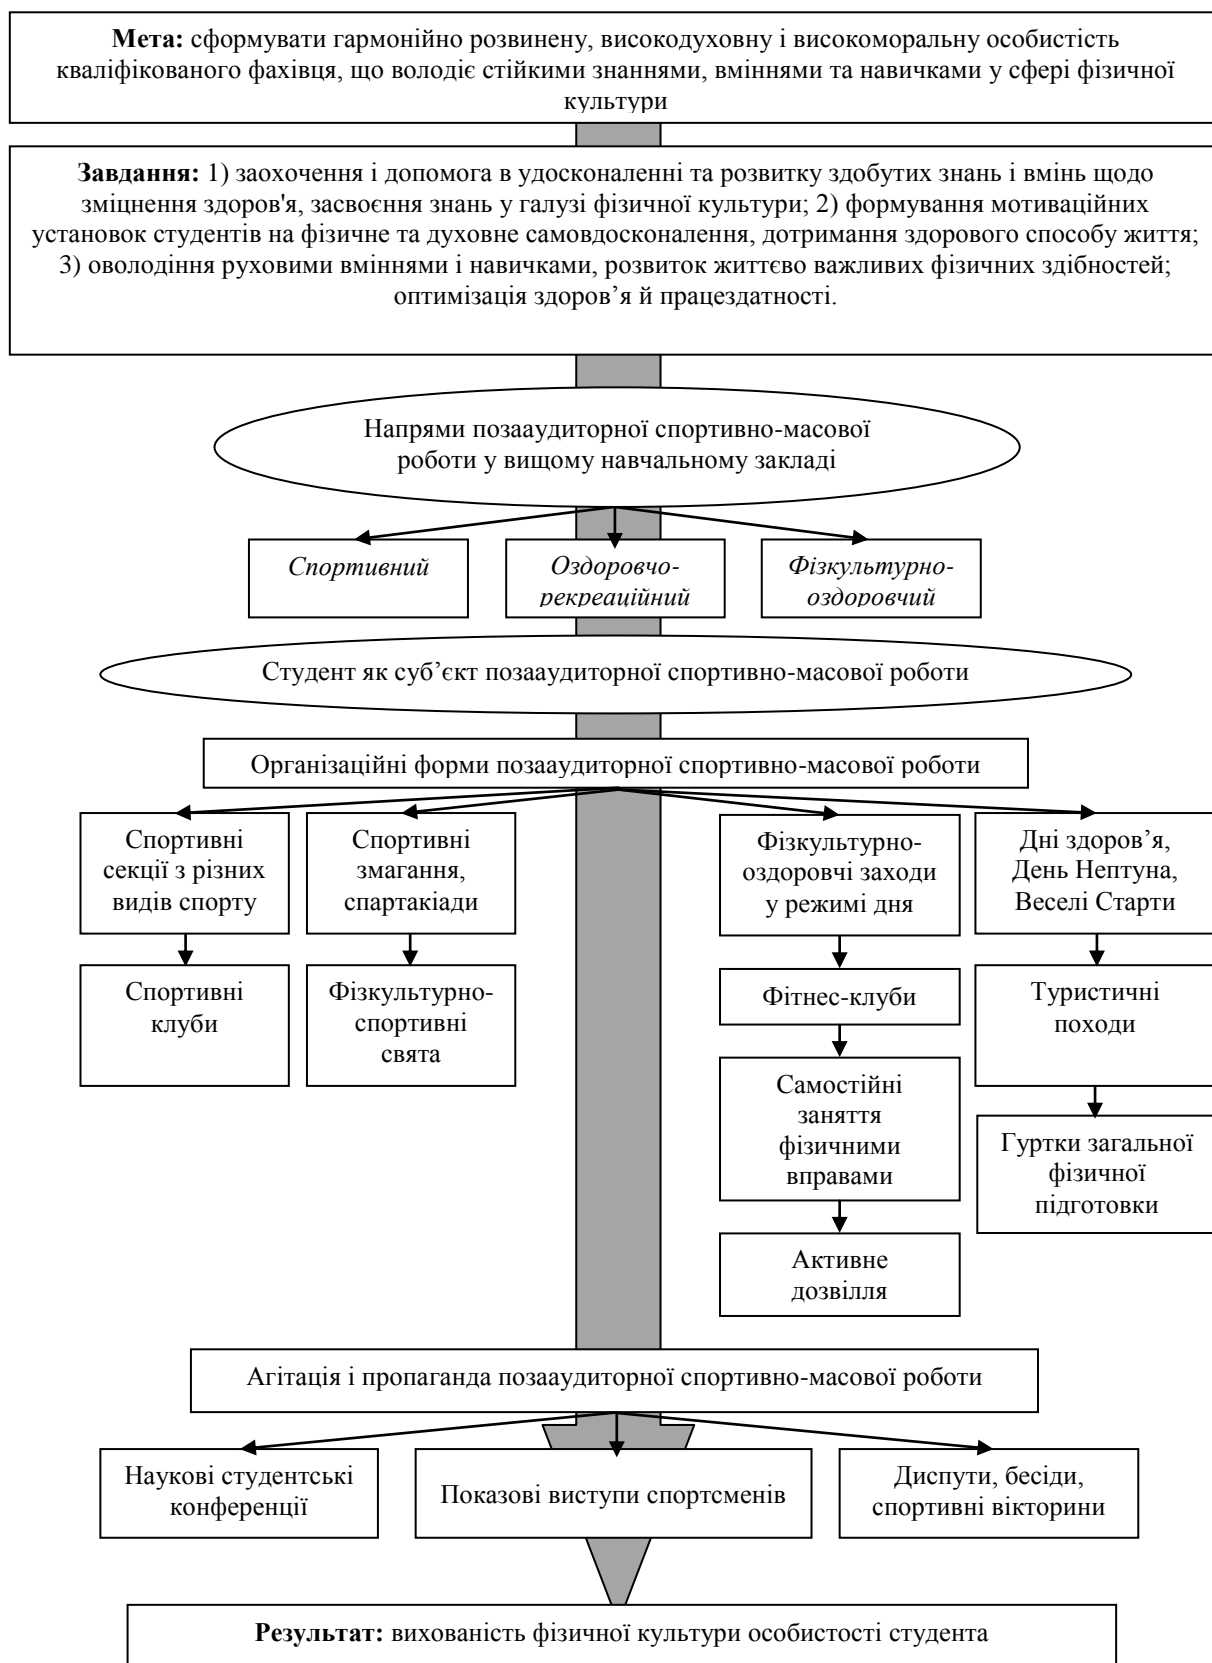 Мета: сформувати гармонійно розвинену, високодуховну і високоморальну особистість
кваліфікованого фахівця, що володіє стійкими знаннями, вміннями та навичками у сфері фізичної
культури
Завдання: 1) заохочення і допомога в удосконаленні та розвитку здобутих знань і вмінь щодо
зміцнення здоров'я, засвоєння знань у галузі фізичної культури; 2) формування мотиваційних
установок студентів на фізичне та духовне самовдосконалення, дотримання здорового способу життя;
3) оволодіння руховими вміннями і навичками, розвиток життєво важливих фізичних здібностей;
оптимізація здоров’я й працездатності.
Напрями позааудиторної спортивно-масової
роботи у вищому навчальному закладі
Спортивний
Оздоровчо-
рекреаційний
Фізкультурно-
оздоровчий
Студент як суб’єкт позааудиторної спортивно-масової роботи
Організаційні форми позааудиторної спортивно-масової роботи
Спортивні
секції з різних
видів спорту
Спортивні
змагання,
спартакіади
Фізкультурно-
оздоровчі заходи
у режимі дня
Дні здоров’я,
День Нептуна,
Веселі Старти
Спортивні
клуби
Фізкультурно-
спортивні
свята
Фітнес-клуби
Туристичні
походи
Самостійні
заняття
фізичними
вправами
Гуртки загальної
фізичної
підготовки
Активне
дозвілля
Агітація і пропаганда позааудиторної спортивно-масової роботи
Наукові студентські
конференції
Показові виступи спортсменів
Диспути, бесіди,
спортивні вікторини
Результат: вихованість фізичної культури особистості студента